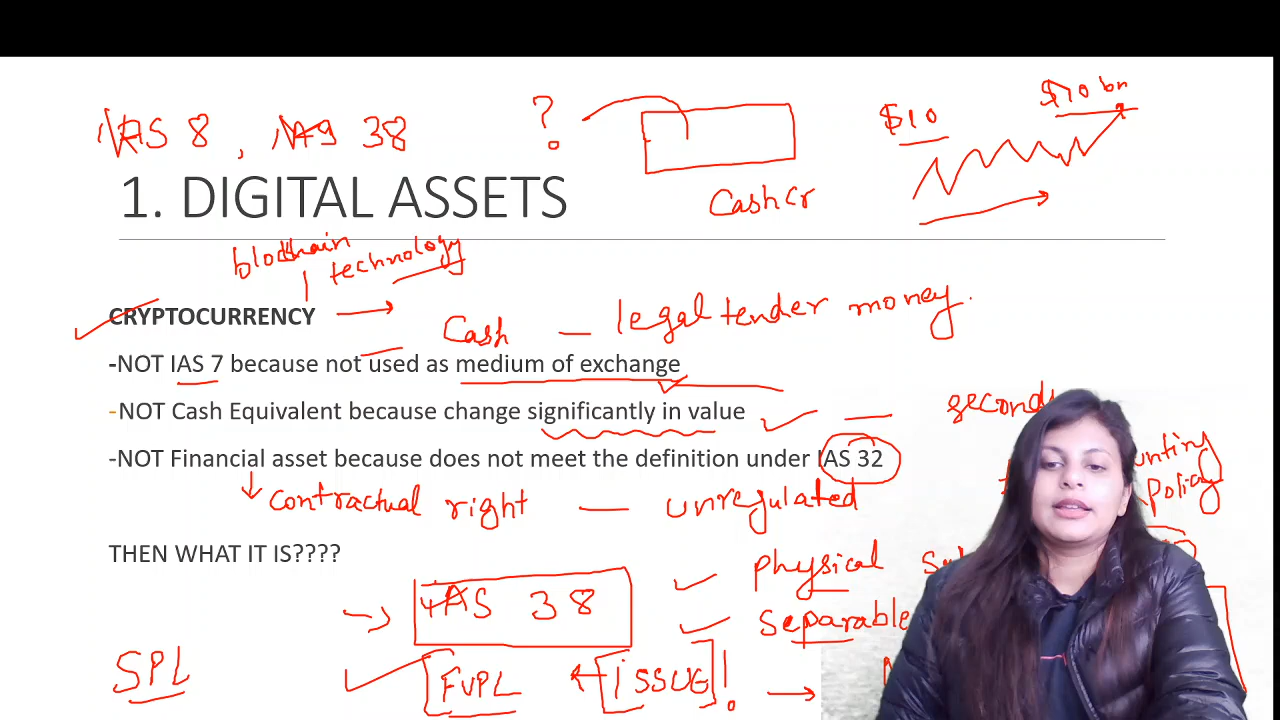 IAS 8, IAS 38 ?
$10
$10 bn
Cash Cr
1. DIGITAL ASSETS
blockchain
technology
CRYPTOCURRENCY
Cash — legal tender money.
-NOT IAS 7 because not used as medium of exchange
-NOT Cash Equivalent because change significantly in value
-NOT Financial asset because does not meet the definition under IAS 32
contractual right — unregulated
policy
THEN WHAT IT IS????
physical
IAS 38
separable
SPL
FVPL
ISSUE!